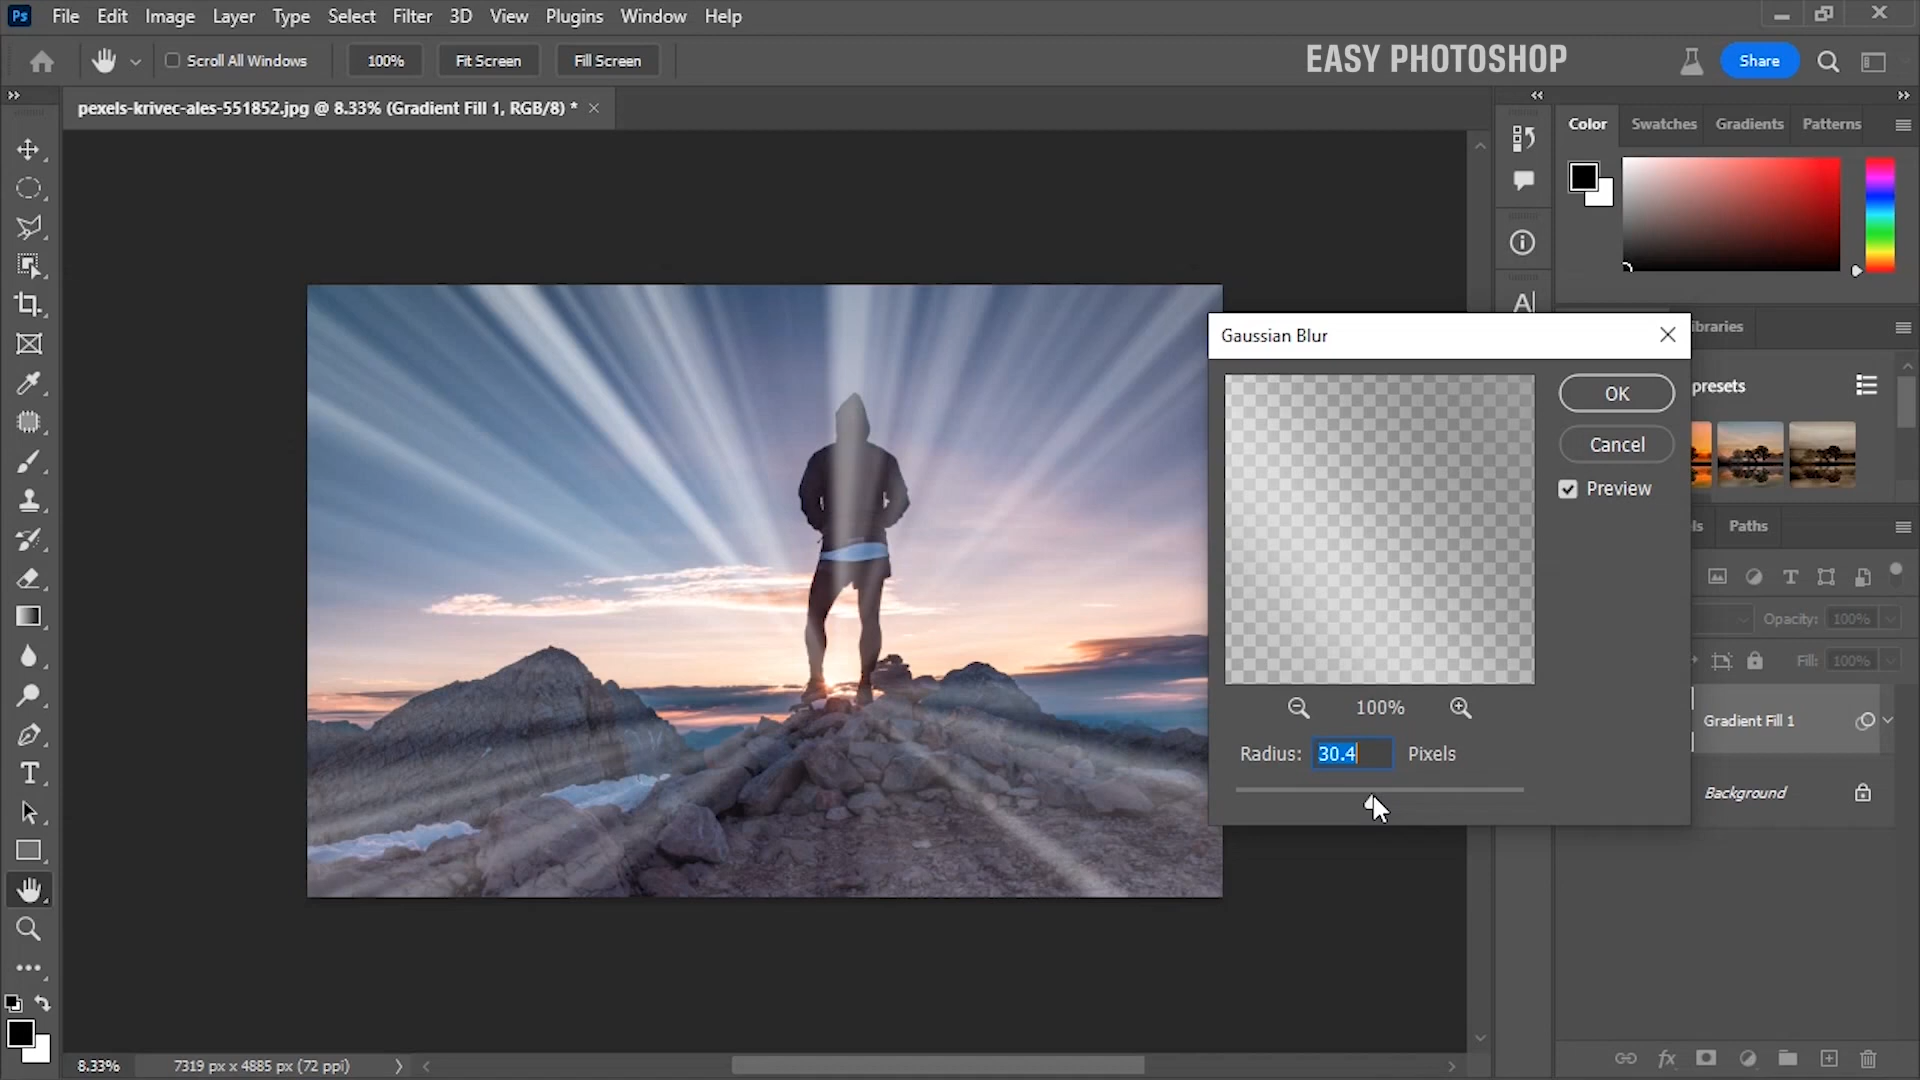 Ps File Edit Image Layer Type Select Filter 3D View Plugins Window Help
Scroll All Windows 100% Fit Screen Fill Screen EASY PHOTOSHOP Share
pexels-krivec-ales-551852.jpg @ 8.33% (Gradient Fill 1, RGB/8) *
Color Swatches Gradients Patterns
A
ibraries
Gaussian Blur
presets
OK
Cancel
Preview
ls Paths
T
Opacity: 100%
Fill: 100%
100%
Gradient Fill 1
Radius: 30.4 Pixels
Background
T
fx
8.33% 7319 px x 4885 px (72 ppi)